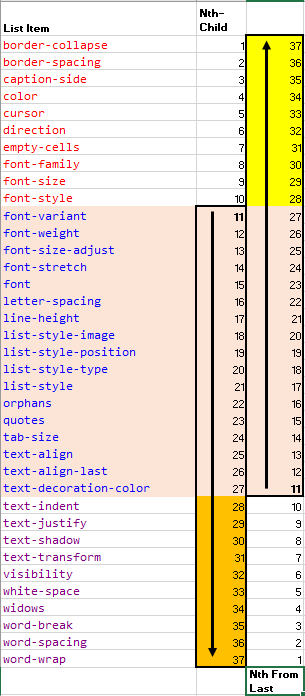 List Item Nth-Child
border-collapse 1 37
border-spacing 2 36
caption-side 3 35
color 4 34
cursor 5 33
direction 6 32
empty-cells 7 31
font-family 8 30
font-size 9 29
font-style 10 28
font-variant 11 27
font-weight 12 26
font-size-adjust 13 25
font-stretch 14 24
font 15 23
letter-spacing 16 22
line-height 17 21
list-style-image 18 20
list-style-position 19 19
list-style-type 20 18
list-style 21 17
orphans 22 16
quotes 23 15
tab-size 24 14
text-align 25 13
text-align-last 26 12
text-decoration-color 27 11
text-indent 28 10
text-justify 29 9
text-shadow 30 8
text-transform 31 7
visibility 32 6
white-space 33 5
widows 34 4
word-break 35 3
word-spacing 36 2
word-wrap 37 1
Nth From
Last